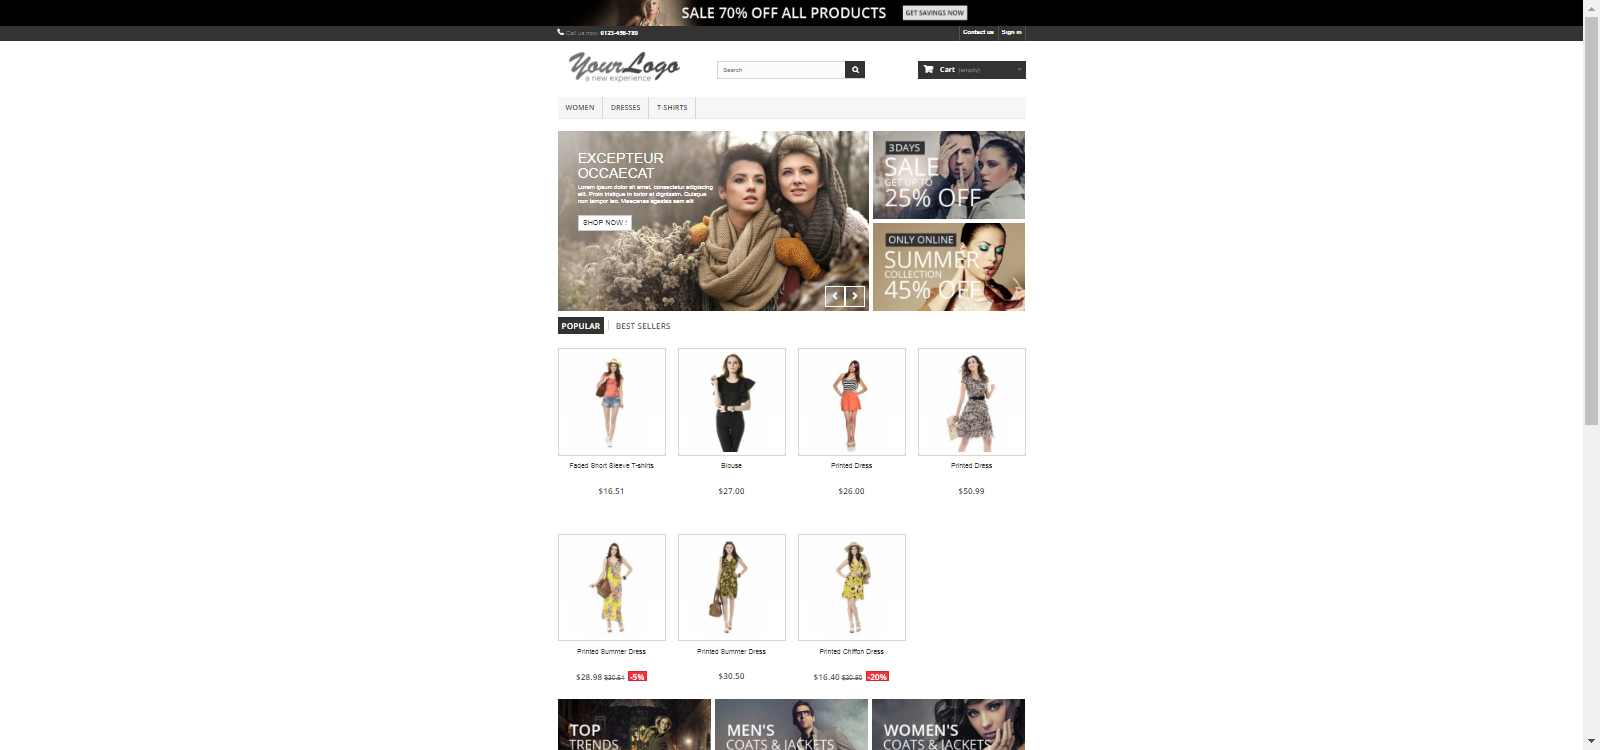 SALE 70% OFF ALL PRODUCTS GET SAVINGS NOW
Call us now: 0123-456-789 Contact us Sign in
YourLogo
a new experience
Search
Cart (empty)
WOMEN DRESSES T-SHIRTS
EXCEPTEUR
OCCAECAT
Lorem ipsum dolor sit amet, consectetur adipiscing
elit. Proin tristique in tortor et dignissim. Quisque
non tempor leo. Maecenas egestas sem elit
SHOP NOW !
3DAYS
SALE
GET UP TO
25% OFF
ONLY ONLINE
SUMMER
COLLECTION
45% OFF
POPULAR BEST SELLERS
Faded Short Sleeve T-shirts Blouse Printed Dress Printed Dress
$16.51 $27.00 $26.00 $50.99
Printed Summer Dress Printed Summer Dress Printed Chiffon Dress
$28.98 $30.51 -5% $30.50 $16.40 $20.50 -20%
TOP MEN'S WOMEN'S
TRENDS COATS & JACKETS COATS & JACKETS